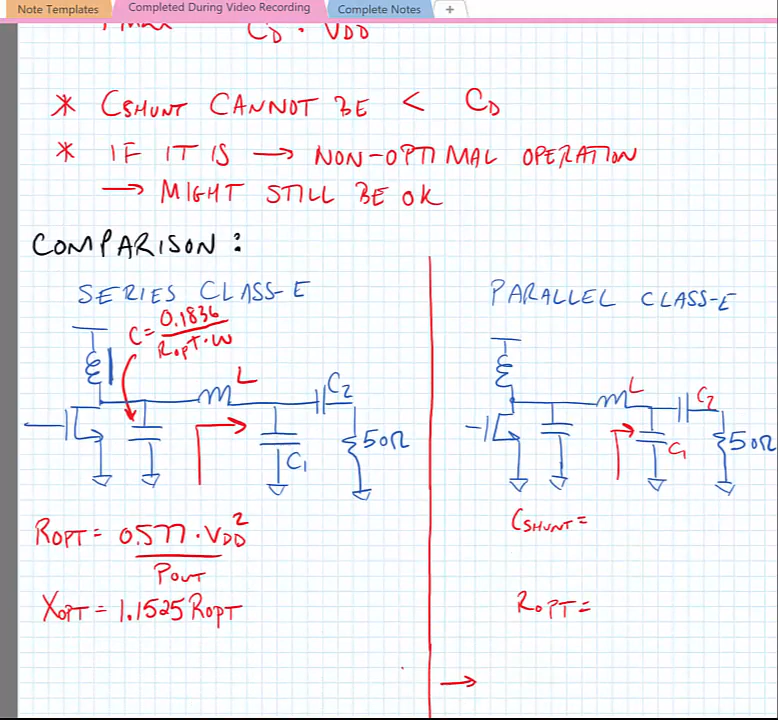 Note Templates
Completed During Video Recording
Complete Notes
+
CD · VDD
* CSHUNT CANNOT BE < CD
* IF IT IS → NON-OPTIMAL OPERATION
→ MIGHT STILL BE OK
COMPARISON:
SERIES CLASS-E
C = 0.1836 / ROPT · W
L
C2
C1
50Ω
ROPT = 0.577 · VDD² / POUT
XOPT = 1.1525 ROPT
PARALLEL CLASS-E
L
C2
C1
50Ω
CSHUNT =
ROPT =
→